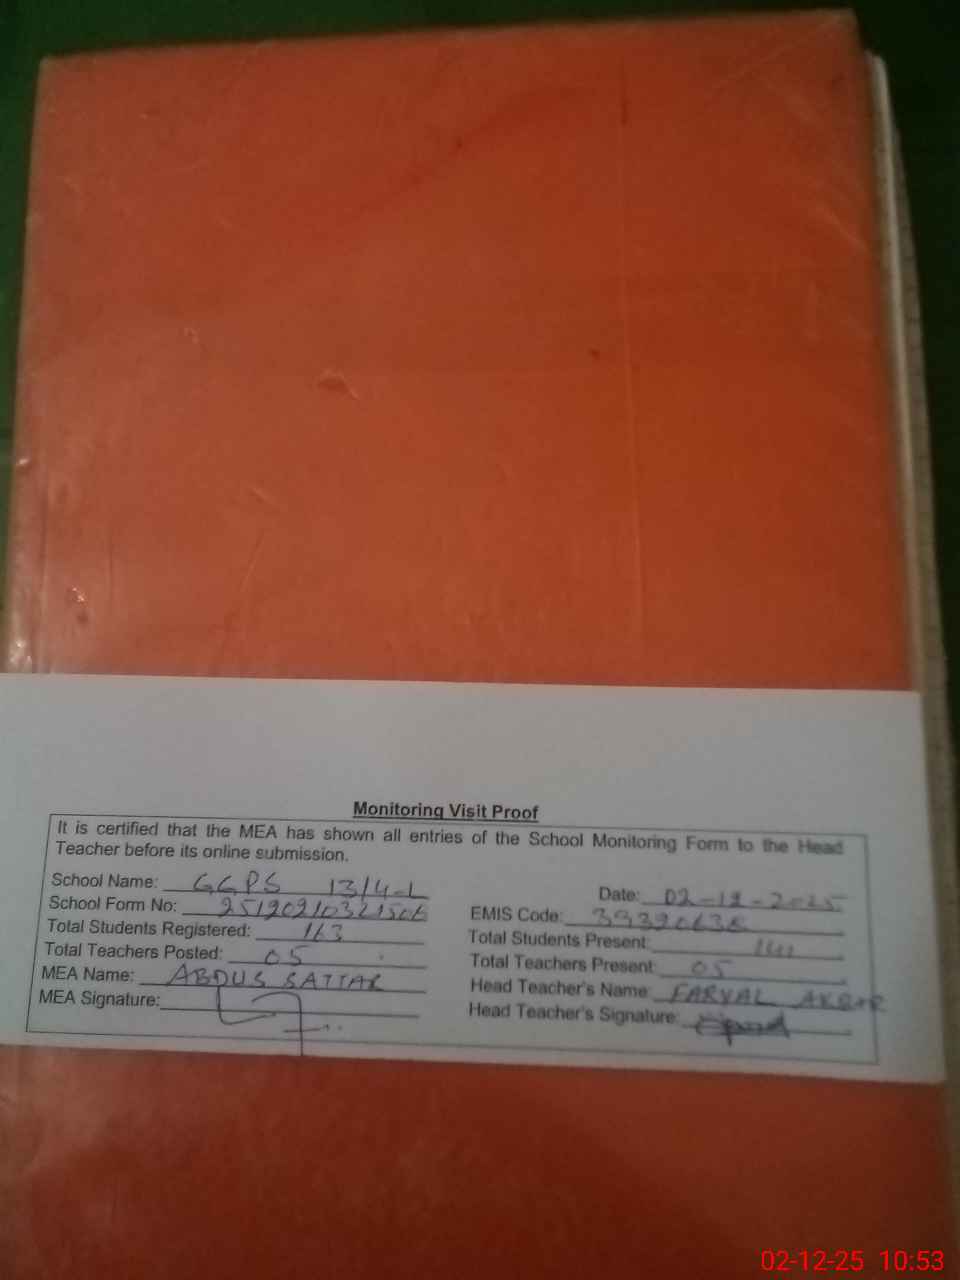 Monitoring Visit Proof
It is certified that the MEA has shown all entries of the School Monitoring Form to the Head
Teacher before its online submission.
School Name: GGPS 13/4-L
Date: 02-12-2025
School Form No:
EMIS Code:
Total Students Registered: 163
Total Students Present:
Total Teachers Posted: 05
Total Teachers Present: 05
MEA Name: ABDUS SATTAR
Head Teacher's Name: AKBAR
MEA Signature:
Head Teacher's Signature:
02-12-25 10:53